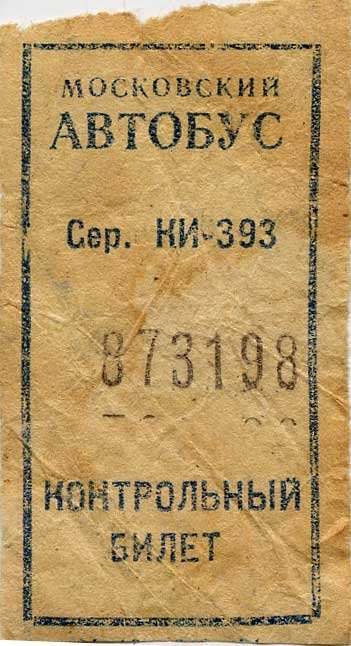 МОСКОВСКИЙ
АВТОБУС
Сер. КИ-393
873198
КОНТРОЛЬНЫЙ
БИЛЕТ